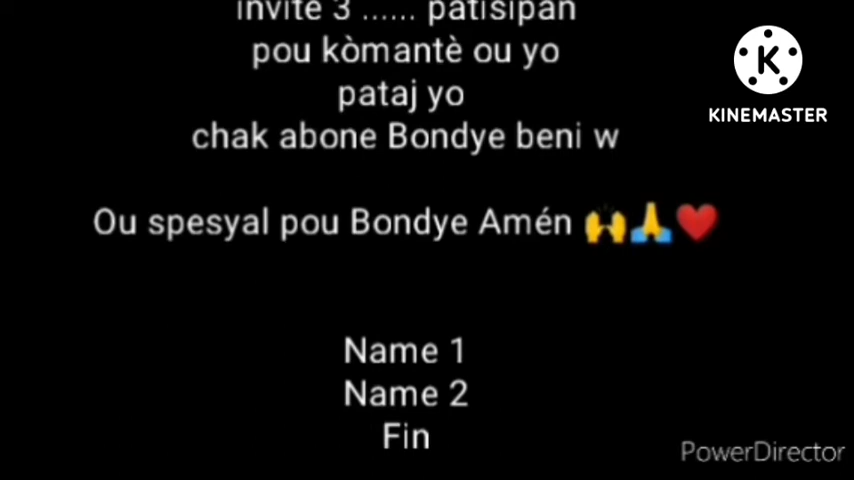 invite 3 ...... patisipan
pou kòmantè ou yo
pataj yo
chak abone Bondye beni w
Ou spesyal pou Bondye Amén 🙌🙏❤️
Name 1
Name 2
Fin
KINEMASTER
PowerDirector